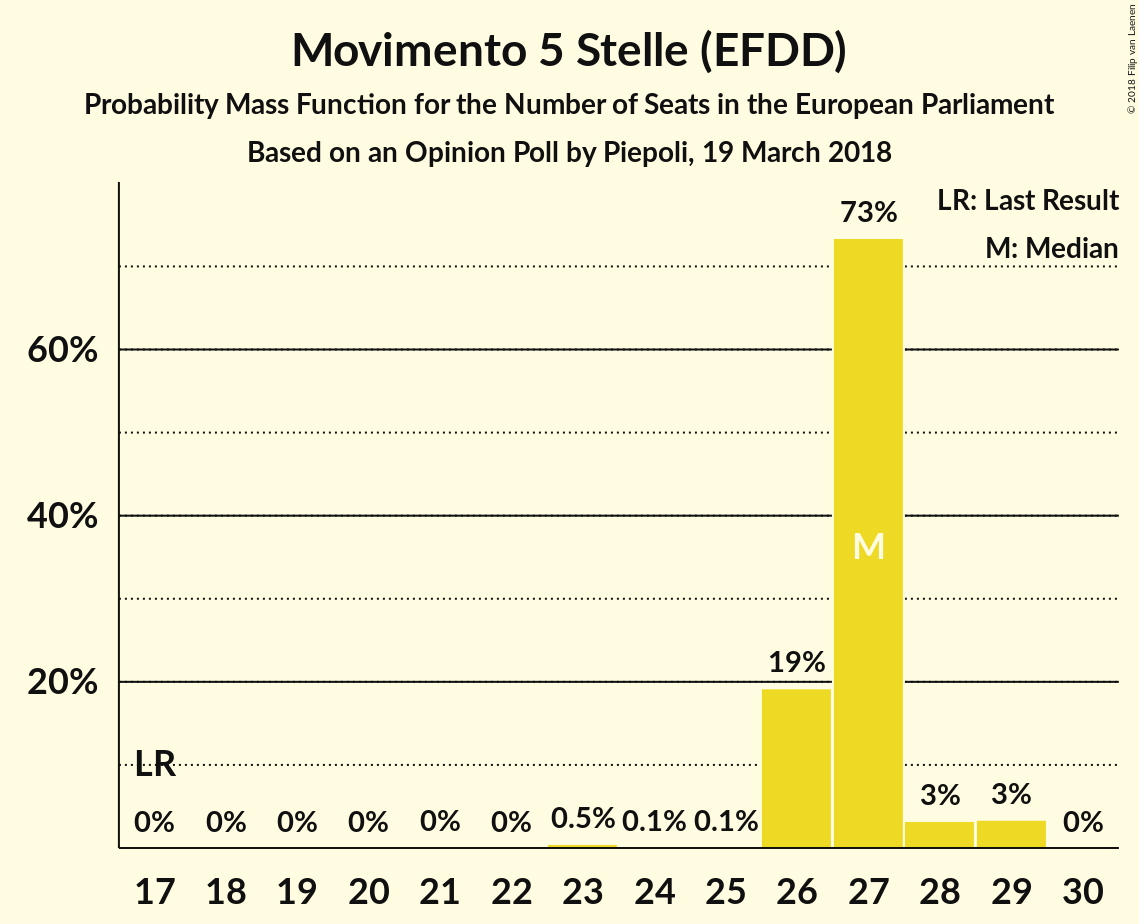 Movimento 5 Stelle (EFDD)
Probability Mass Function for the Number of Seats in the European Parliament
Based on an Opinion Poll by Piepoli, 19 March 2018
© 2018 Filip van Laenen
LR: Last Result
M: Median
73%
60%
40%
M
19%
20%
LR
0% 0% 0% 0% 0% 0% 0.5% 0.1% 0.1% 3% 3% 0%
17 18 19 20 21 22 23 24 25 26 27 28 29 30